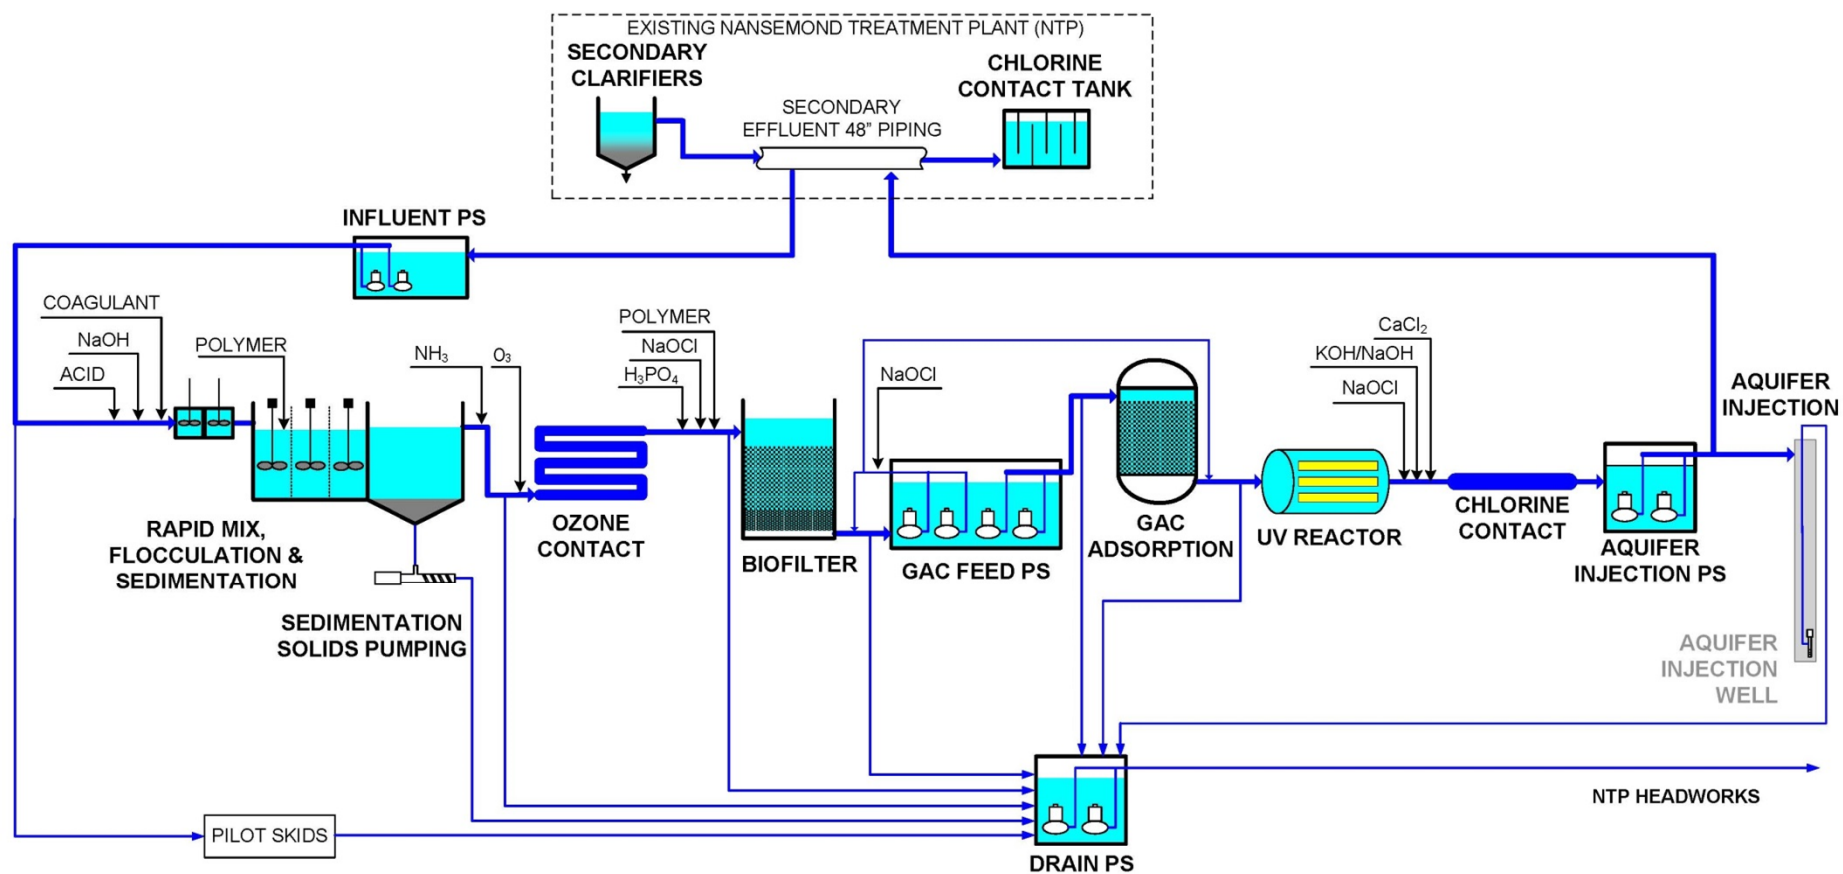 EXISTING NANSEMOND TREATMENT PLANT (NTP)
SECONDARY
CLARIFIERS
CHLORINE
CONTACT TANK
SECONDARY
EFFLUENT 48" PIPING
INFLUENT PS
COAGULANT
NaOH
ACID
POLYMER
NH₃
O₃
POLYMER
NaOCl
H₃PO₄
NaOCl
CaCl₂
KOH/NaOH
NaOCl
AQUIFER
INJECTION
RAPID MIX,
FLOCCULATION &
SEDIMENTATION
OZONE
CONTACT
BIOFILTER
GAC FEED PS
GAC
ADSORPTION
UV REACTOR
CHLORINE
CONTACT
AQUIFER
INJECTION PS
SEDIMENTATION
SOLIDS PUMPING
AQUIFER
INJECTION
WELL
NTP HEADWORKS
PILOT SKIDS
DRAIN PS